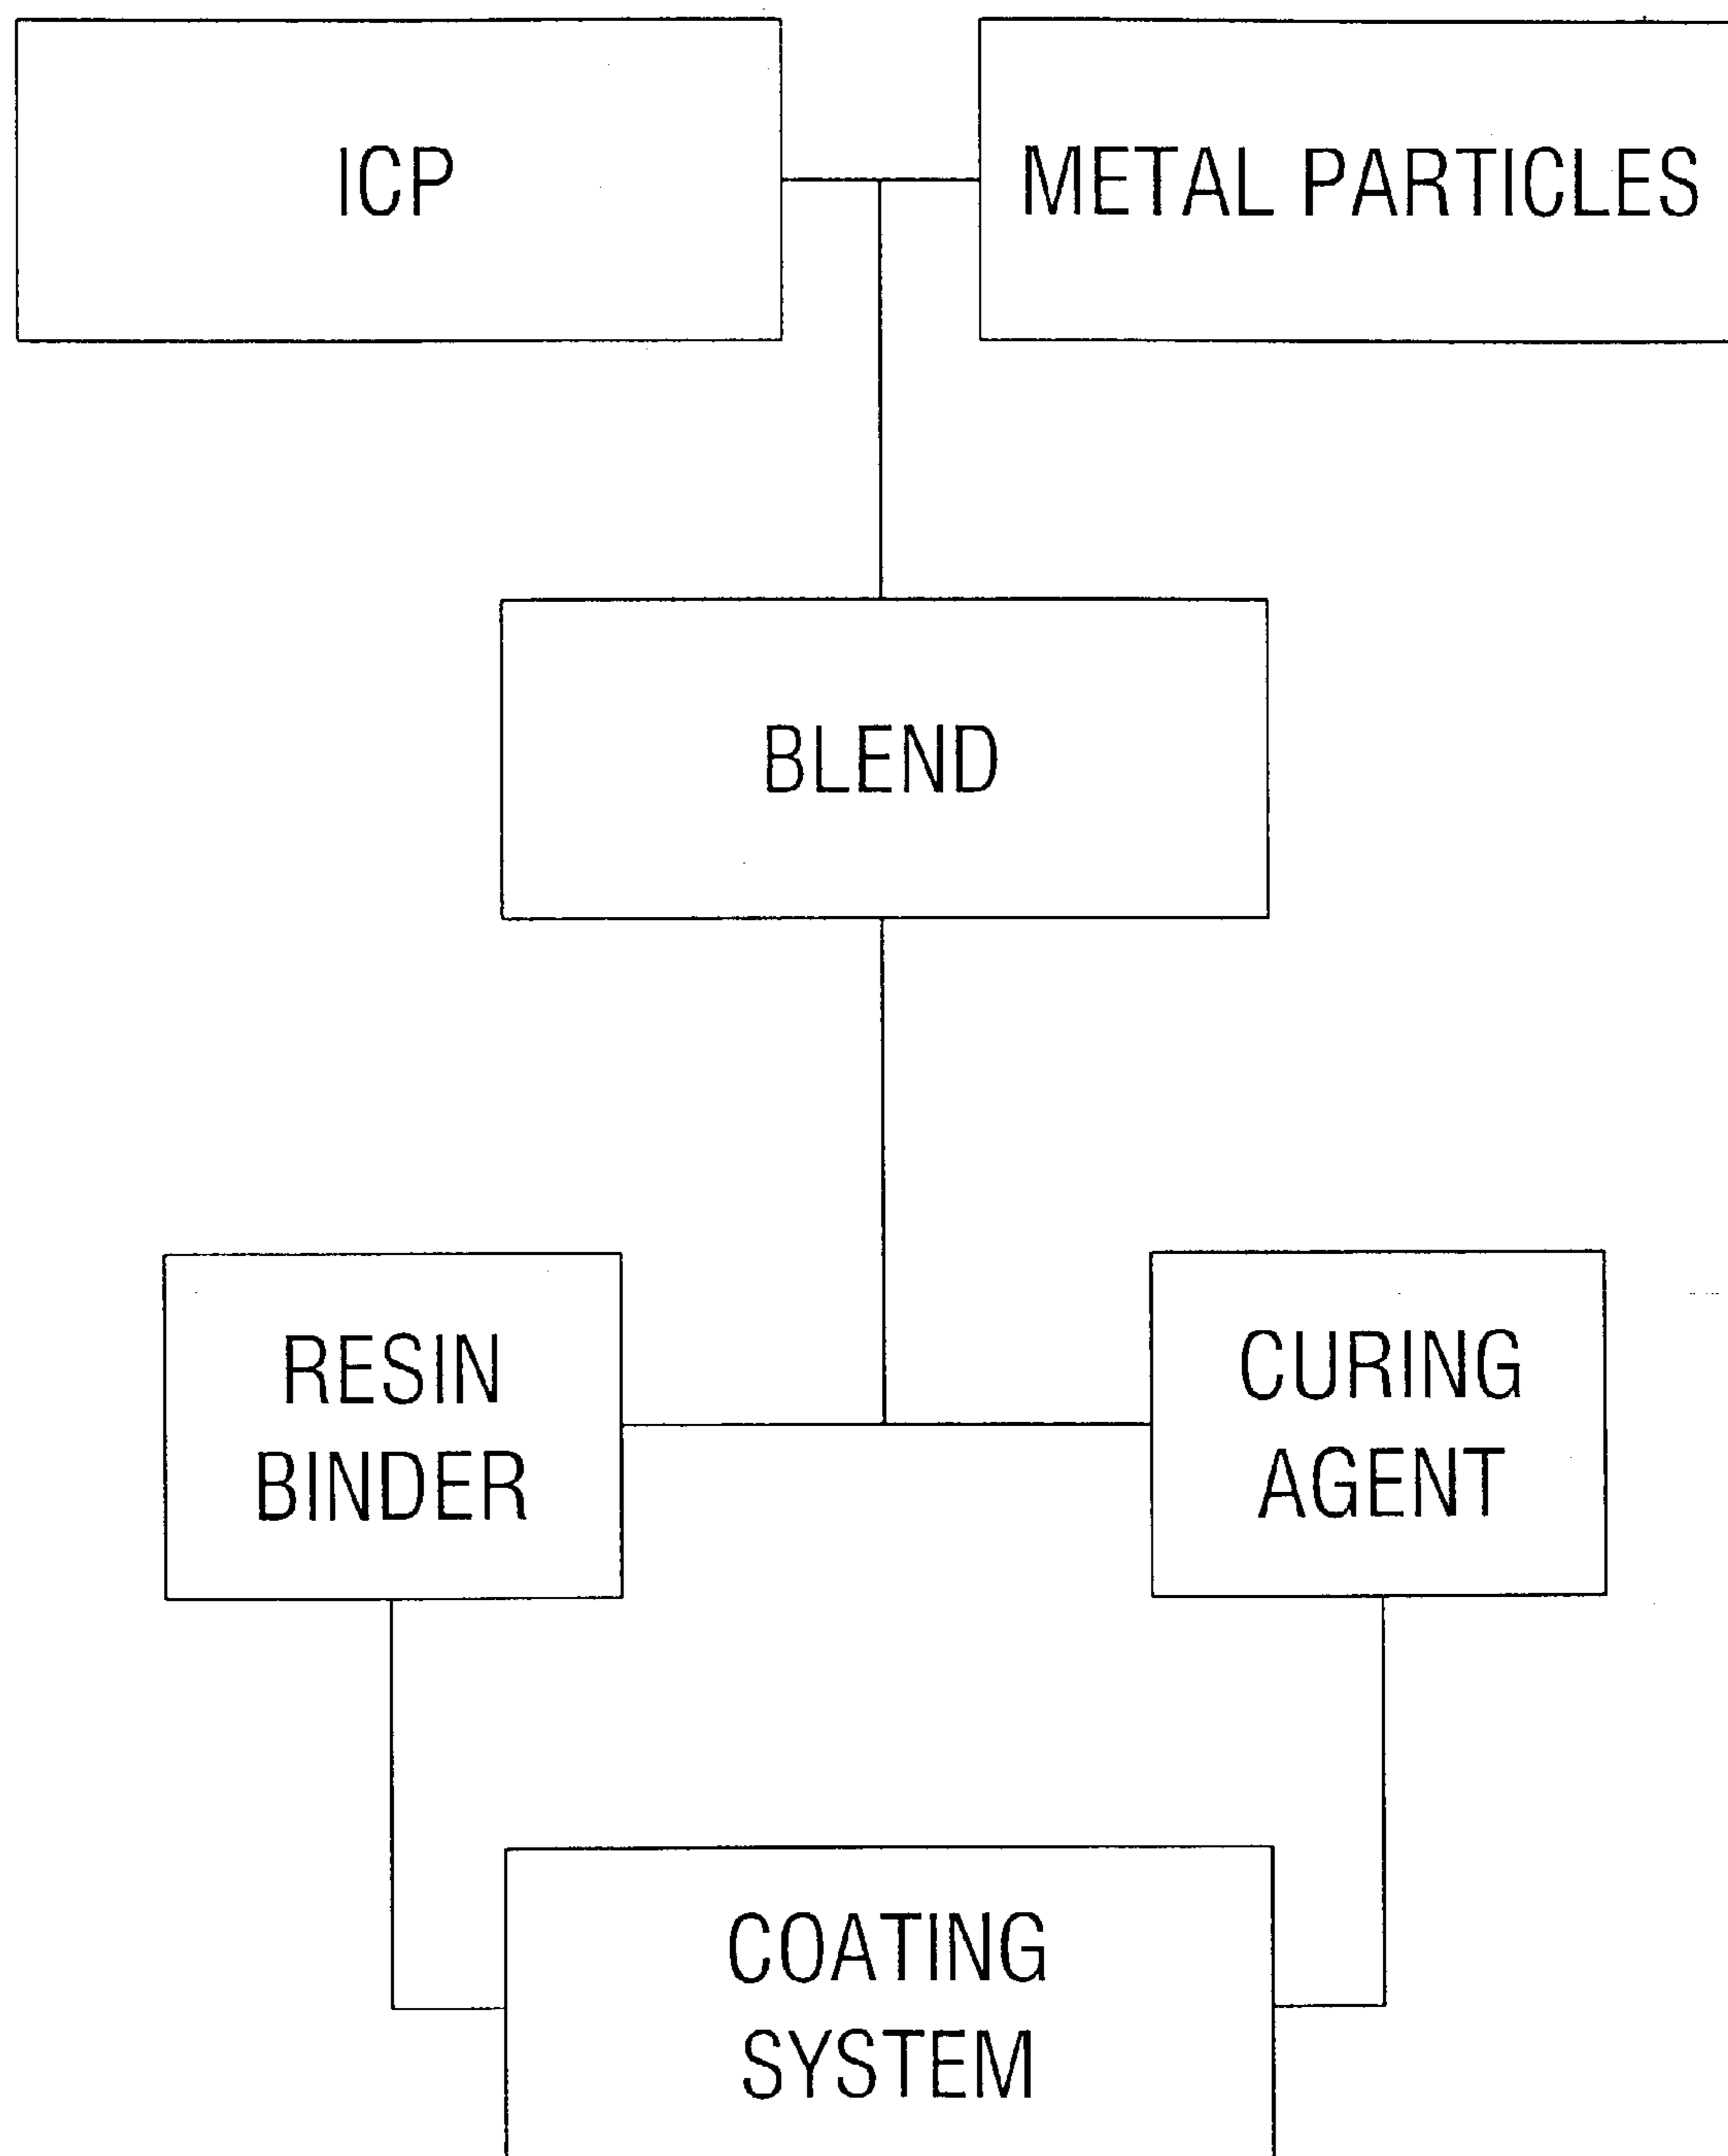 ICP
METAL PARTICLES
BLEND
RESIN
BINDER
CURING
AGENT
COATING
SYSTEM